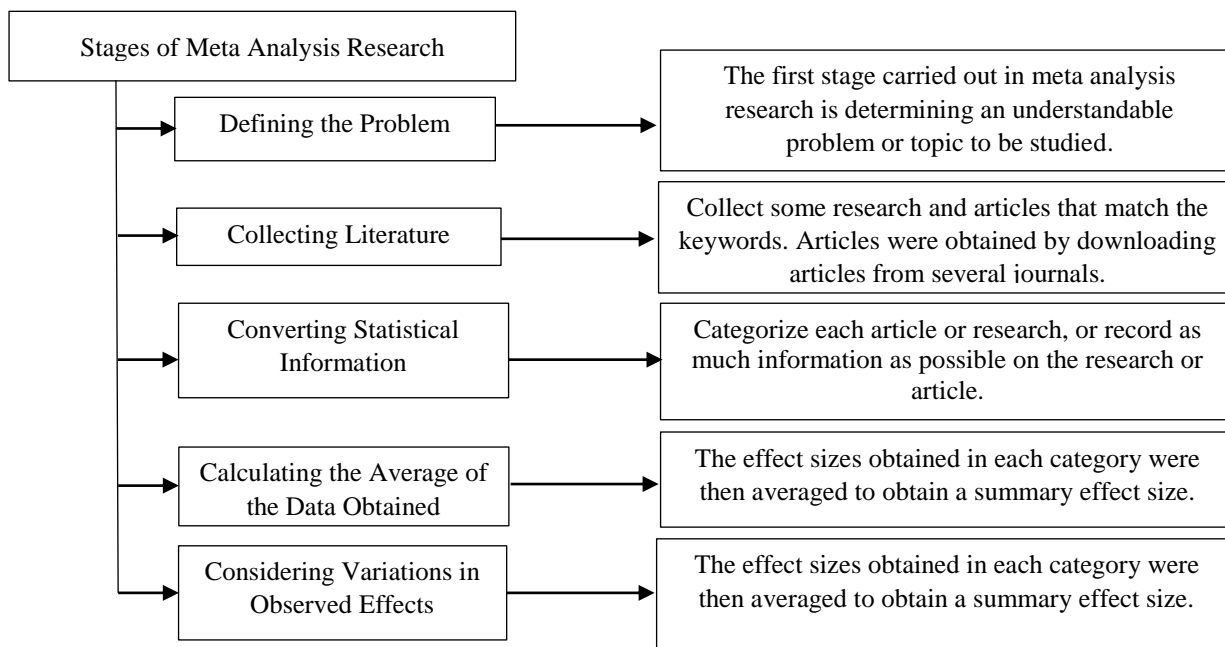 Stages of Meta Analysis Research
Defining the Problem
The first stage carried out in meta analysis
research is determining an understandable
problem or topic to be studied.
Collecting Literature
Collect some research and articles that match the
keywords. Articles were obtained by downloading
articles from several journals.
Converting Statistical
Information
Categorize each article or research, or record as
much information as possible on the research or
article.
Calculating the Average of
the Data Obtained
The effect sizes obtained in each category were
then averaged to obtain a summary effect size.
Considering Variations in
Observed Effects
The effect sizes obtained in each category were
then averaged to obtain a summary effect size.